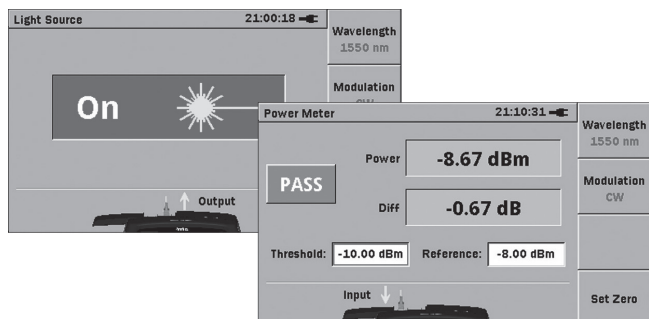 Light Source
21:00:18
Wavelength
1550 nm
Modulation
On
Output
Power Meter
21:10:31
Wavelength
1550 nm
Modulation
CW
Power
-8.67 dBm
PASS
Diff
-0.67 dB
Threshold:
-10.00 dBm
Reference:
-8.00 dBm
Input
Set Zero